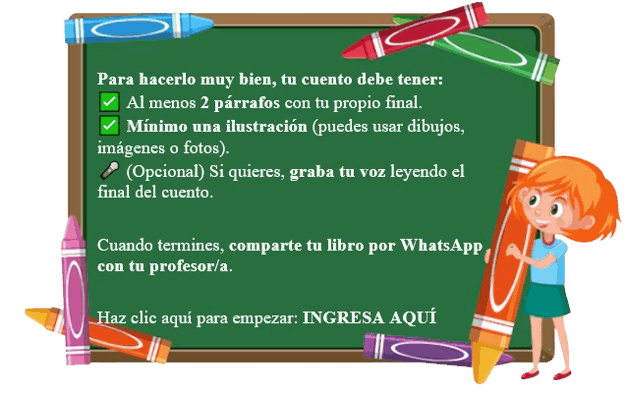 Para hacerlo muy bien, tu cuento debe tener:
✅ Al menos 2 párrafos con tu propio final.
✅ Mínimo una ilustración (puedes usar dibujos,
imágenes o fotos).
🎤 (Opcional) Si quieres, graba tu voz leyendo el
final del cuento.
Cuando termines, comparte tu libro por WhatsApp
con tu profesor/a.
Haz clic aquí para empezar: INGRESA AQUÍ